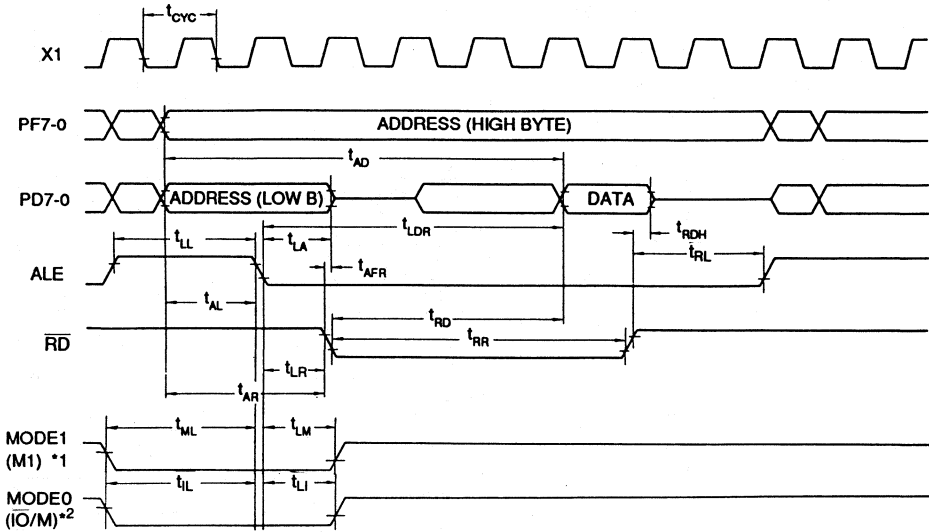 tCYC
X1
PF7-0
ADDRESS (HIGH BYTE)
tAD
PD7-0
ADDRESS (LOW B)
DATA
tLL
tLA
tLDR
tRDH
tRL
ALE
tAFR
tAL
tRD
RD
tRR
tLR
tAR
MODE1
(M1) *1
tML
tLM
MODE0
(IO/M)*2
tIL
tLI